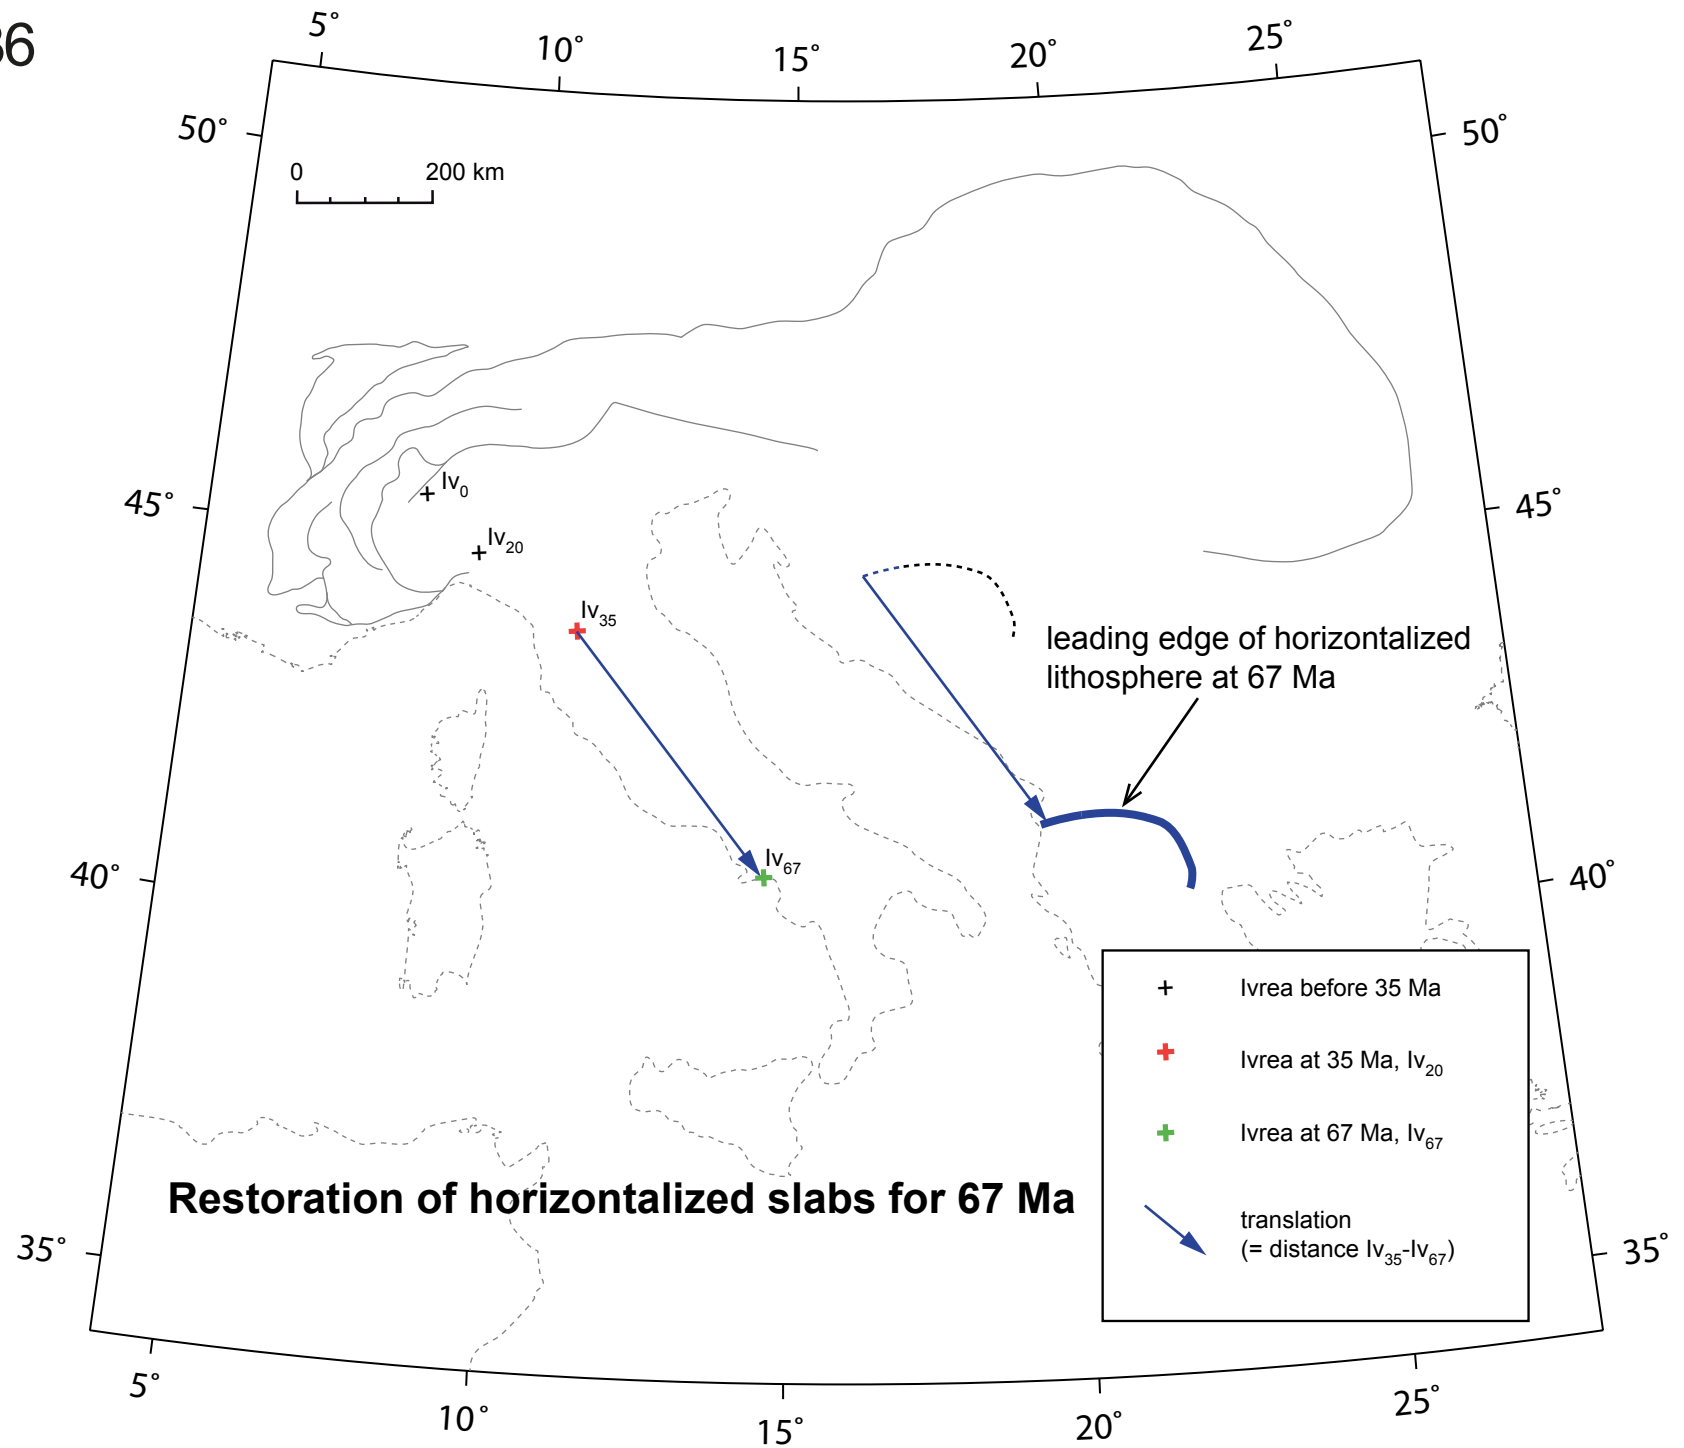 5° 10° 15° 20° 25°
50° 50°
0 200 km
45° 45°
Iv0
Iv20
Iv35
leading edge of horizontalized
lithosphere at 67 Ma
Iv67
40° 40°
+ Ivrea before 35 Ma
+ Ivrea at 35 Ma, Iv20
+ Ivrea at 67 Ma, Iv67
translation
(= distance Iv35-Iv67)
Restoration of horizontalized slabs for 67 Ma
35° 35°
5° 10° 15° 20° 25°